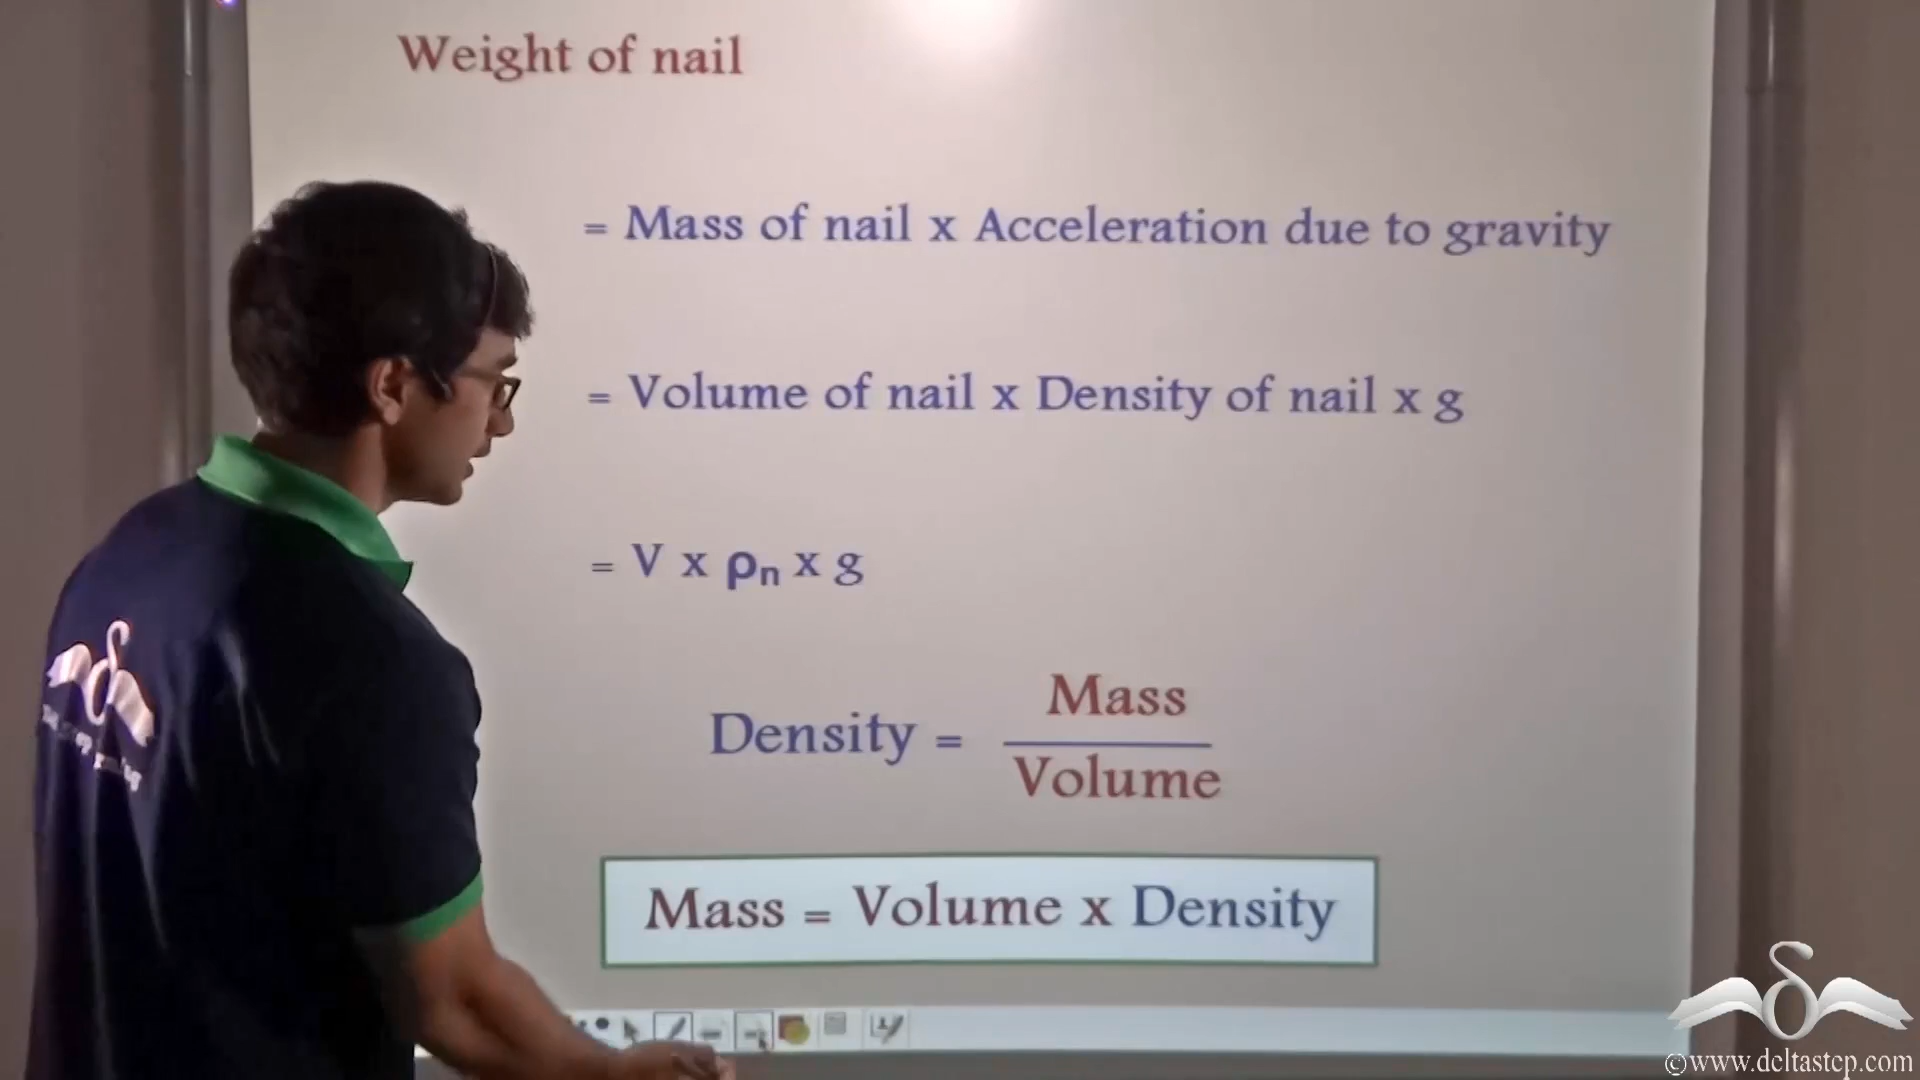 Weight of nail
= Mass of nail x Acceleration due to gravity
= Volume of nail x Density of nail x g
= V x ρn x g
Density = Mass
Volume
Mass = Volume x Density
©www.deltastep.com